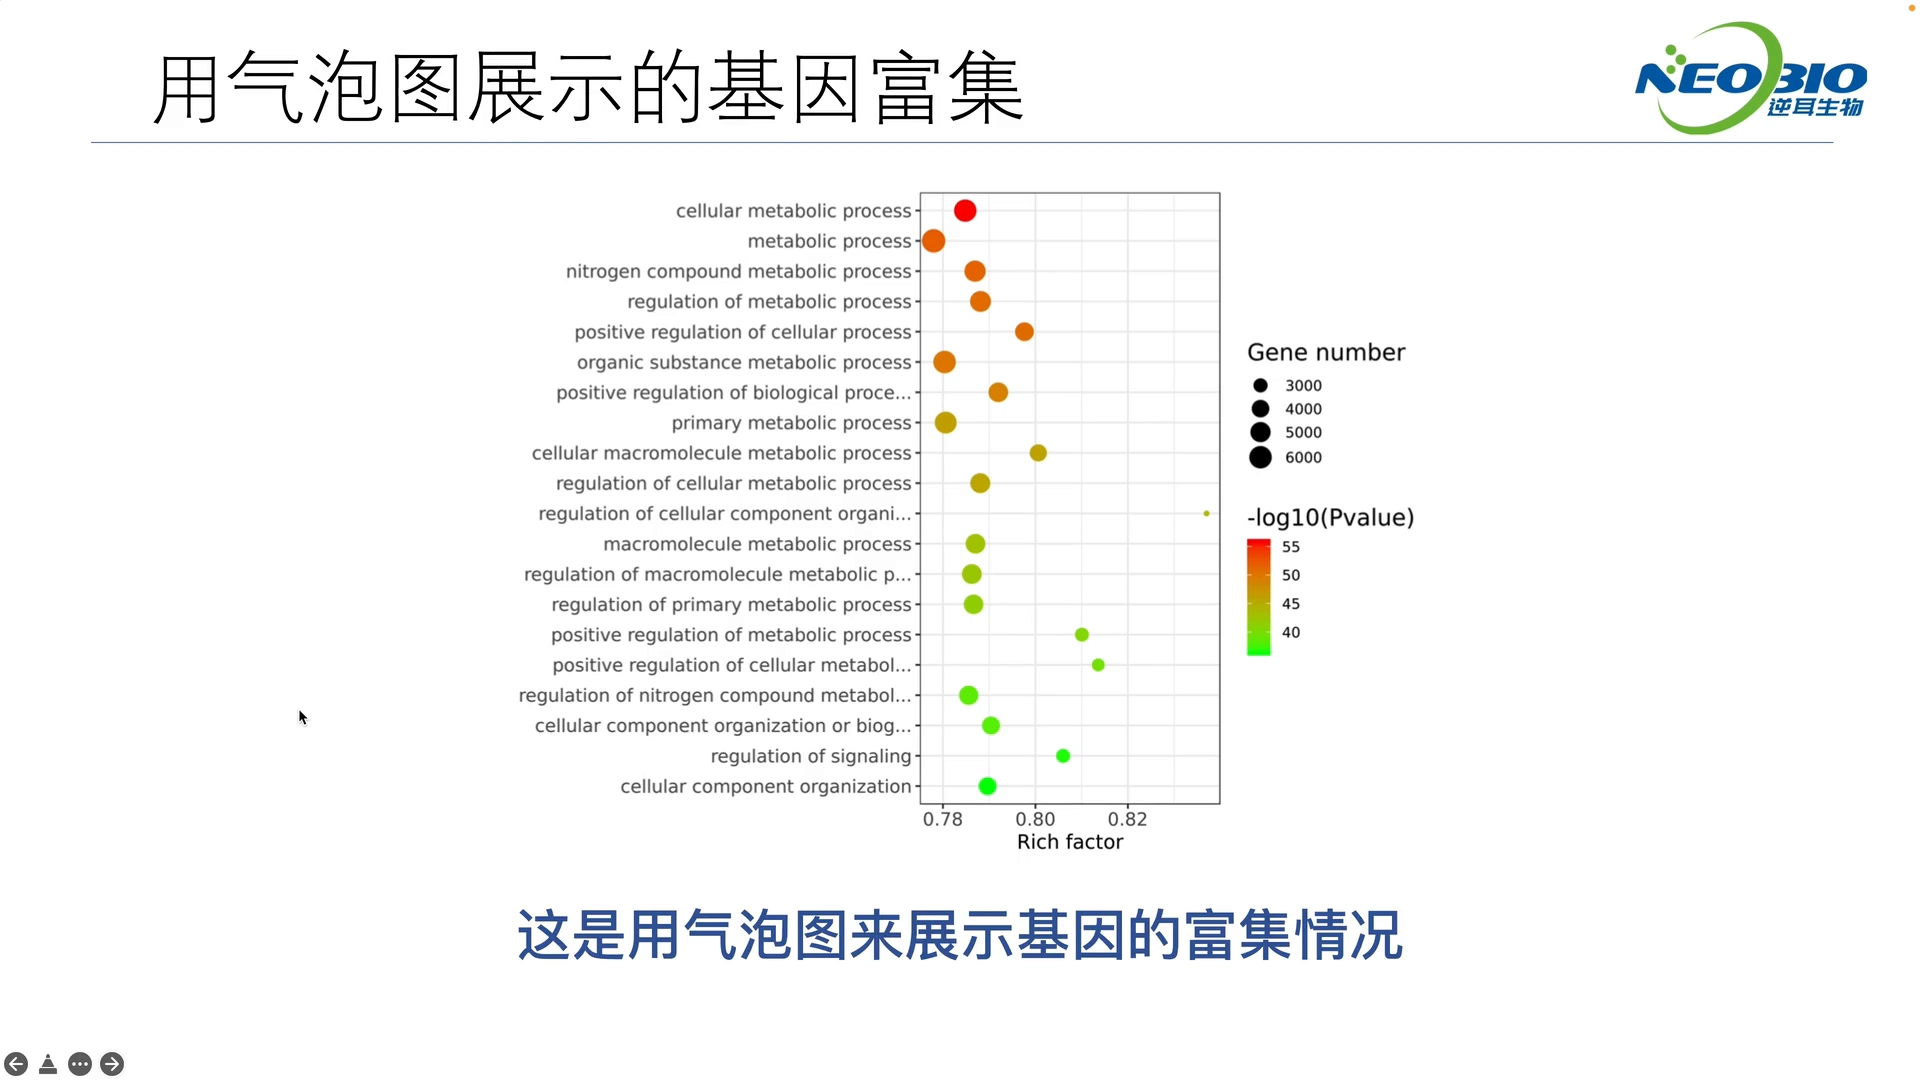 用气泡图展示的基因富集
NEOBIO
逆耳生物
cellular metabolic process
metabolic process
nitrogen compound metabolic process
regulation of metabolic process
positive regulation of cellular process
organic substance metabolic process
positive regulation of biological proce...
primary metabolic process
cellular macromolecule metabolic process
regulation of cellular metabolic process
regulation of cellular component organi...
macromolecule metabolic process
regulation of macromolecule metabolic p...
regulation of primary metabolic process
positive regulation of metabolic process
positive regulation of cellular metabol...
regulation of nitrogen compound metabol...
cellular component organization or biog...
regulation of signaling
cellular component organization
0.78 0.80 0.82
Rich factor
Gene number
3000
4000
5000
6000
-log10(Pvalue)
55
50
45
40
这是用气泡图来展示基因的富集情况